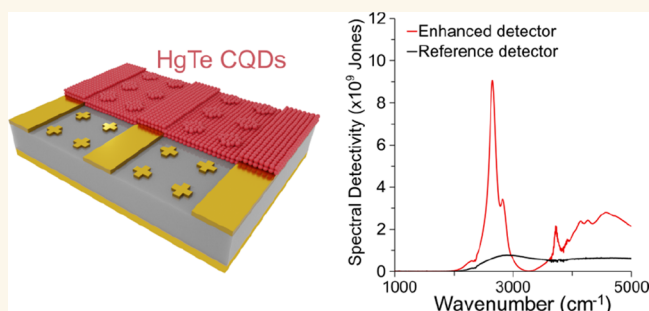 HgTe CQDs
Spectral Detectivity (x10⁹ Jones)
12
10
8
6
4
2
0
Enhanced detector
Reference detector
1000
3000
5000
Wavenumber (cm⁻¹)